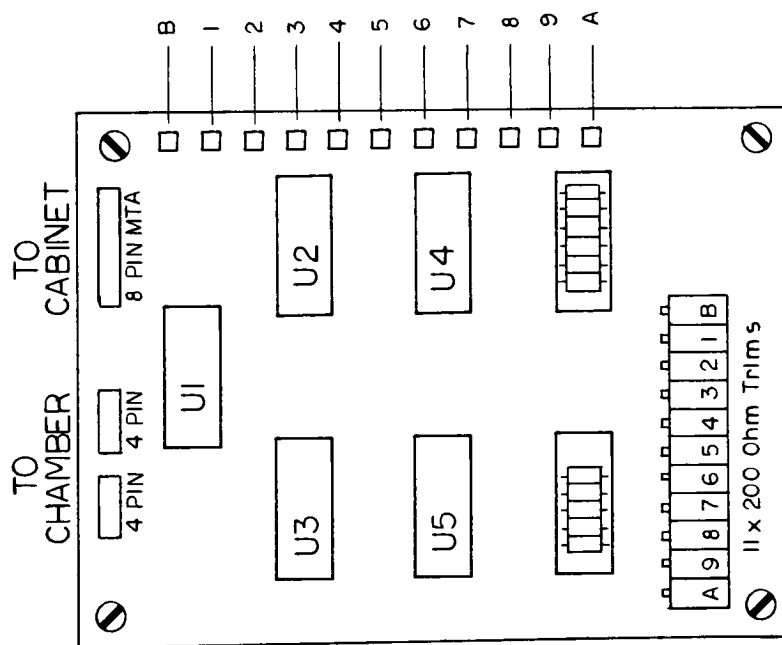 B
1
2
3
4
5
6
7
8
9
A
TO
CABINET
8 PIN MTA
TO
CHAMBER
4 PIN
4 PIN
U1
U2
U3
U4
U5
A 9 8 7 6 5 4 3 2 1 B
11 x 200 Ohm Trims